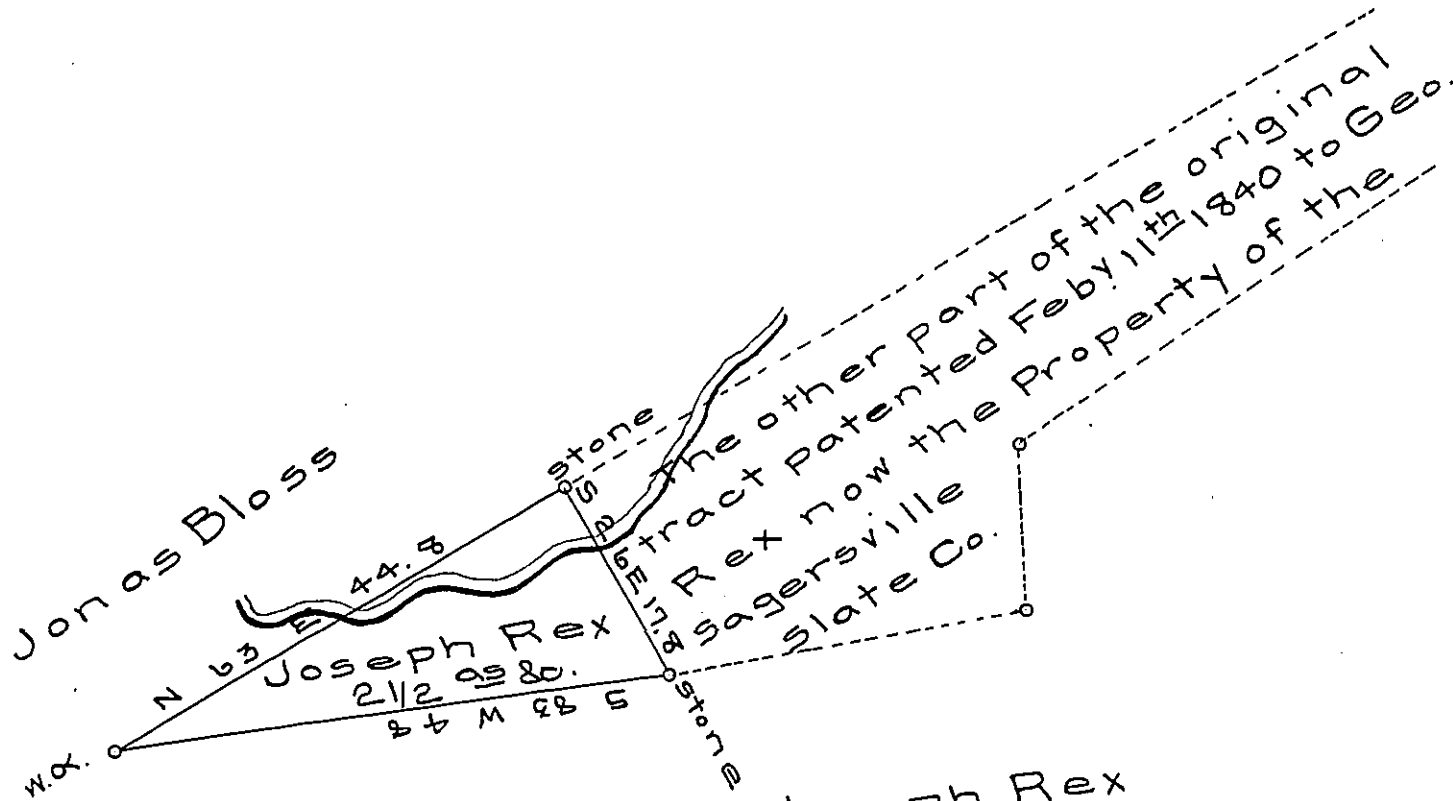 The other part of the original
tract patented Feby. 11th 1840 to Geo.
Rex now the Property of the
Sagersville
Slate Co.
Jonas Bloss
stone
N 63 E 44.8
S 26 E 17.8
Joseph Rex
2 1/2 as &c.
S 83 W 48
stone
Rex